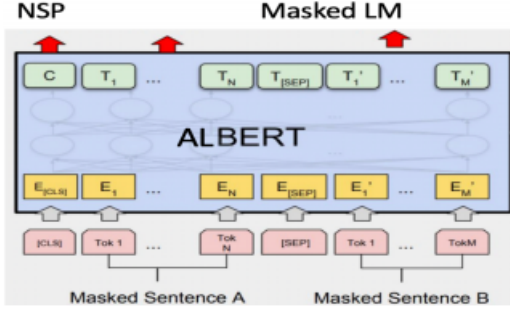 NSP Masked LM
C T1 ... TN T[SEP] T1' ... TM'
ALBERT
E[CLS] E1 ... EN E[SEP] E1' ... EM'
[CLS] Tok 1 ... Tok N [SEP] Tok 1 ... TokM
Masked Sentence A Masked Sentence B